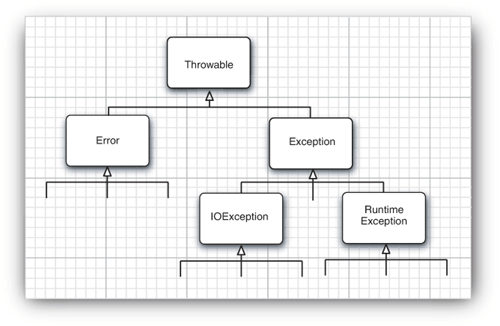 Throwable
Error
Exception
IOException
Runtime
Exception